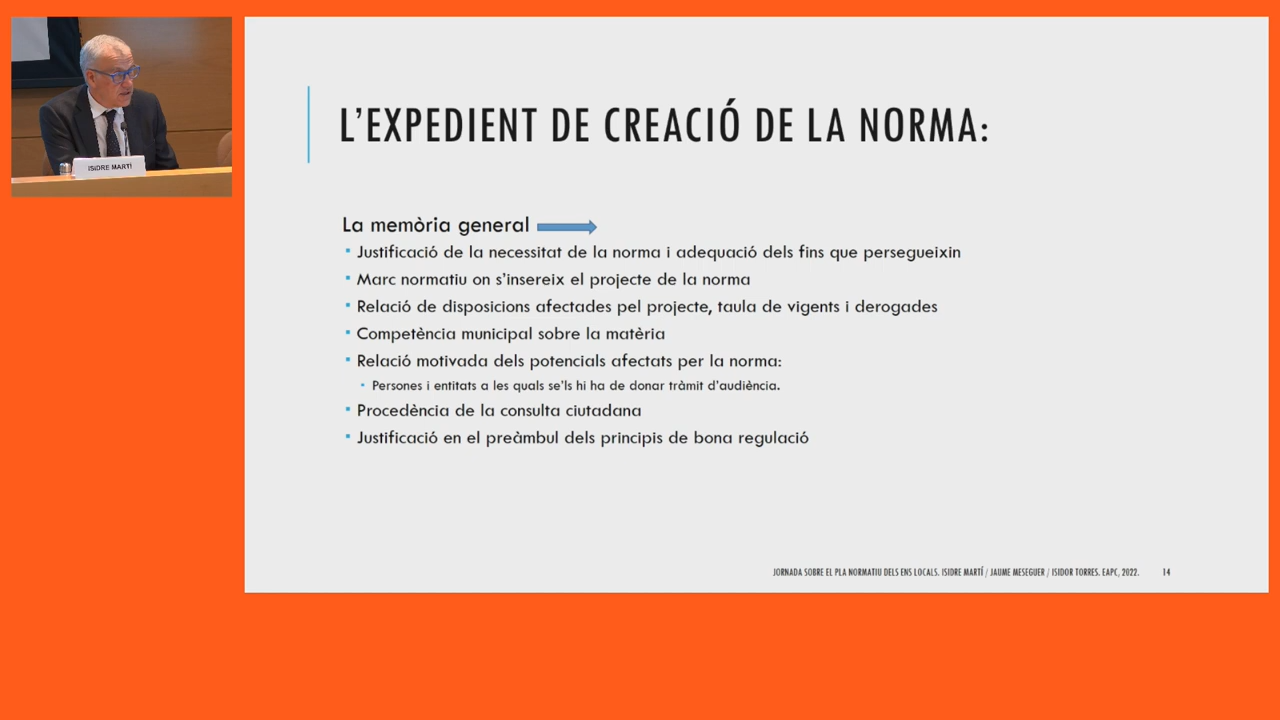 ISIDRE MARTÍ
L'EXPEDIENT DE CREACIÓ DE LA NORMA:
La memòria general
Justificació de la necessitat de la norma i adequació dels fins que persegueixin
Marc normatiu on s'insereix el projecte de la norma
Relació de disposicions afectades pel projecte, taula de vigents i derogades
Competència municipal sobre la matèria
Relació motivada dels potencials afectats per la norma:
Persones i entitats a les quals se'ls hi ha de donar tràmit d'audiència.
Procedència de la consulta ciutadana
Justificació en el preàmbul dels principis de bona regulació
JORNADA SOBRE EL PLA NORMATIU DELS ENS LOCALS. ISIDRE MARTÍ / JAUME MESEGUER / ISIDOR TORRES. EAPC, 2022. 14